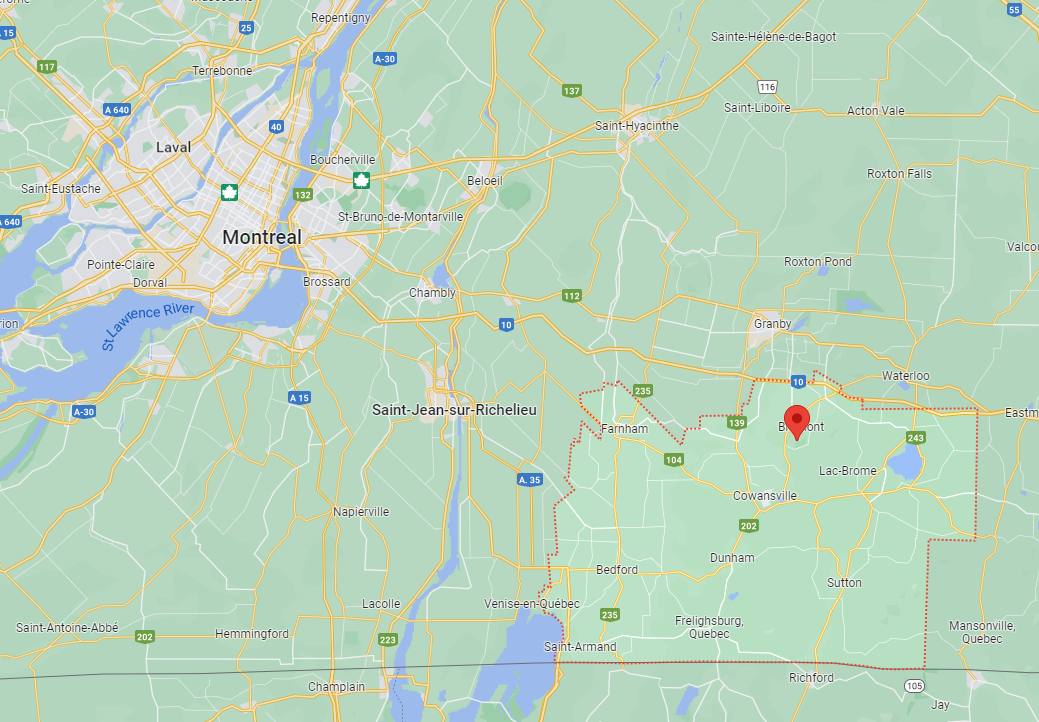 Repentigny
55
15
25
Sainte-Hélène-de-Bagot
A-30
117
Terrebonne
116
137
A 640
Saint-Liboire
Acton Vale
40
Saint-Hyacinthe
Laval
Boucherville
Roxton Falls
Saint-Eustache
Beloeil
132
A 640
St-Bruno-de-Montarville
Montreal
Pointe-Claire
Roxton Pond
Dorval
Brossard
Chambly
112
St Lawrence River
10
Granby
Waterloo
10
235
A 15
A-30
Saint-Jean-sur-Richelieu
139
Farnham
243
104
Lac-Brome
A. 35
Cowansville
Napierville
202
Dunham
Bedford
Sutton
Lacolle
Venise-en-Québec
235
Frelighsburg,
Quebec
Saint-Antoine-Abbé
202
Hemmingford
223
Mansonville,
Quebec
Saint-Armand
Richford
Champlain
105
Jay